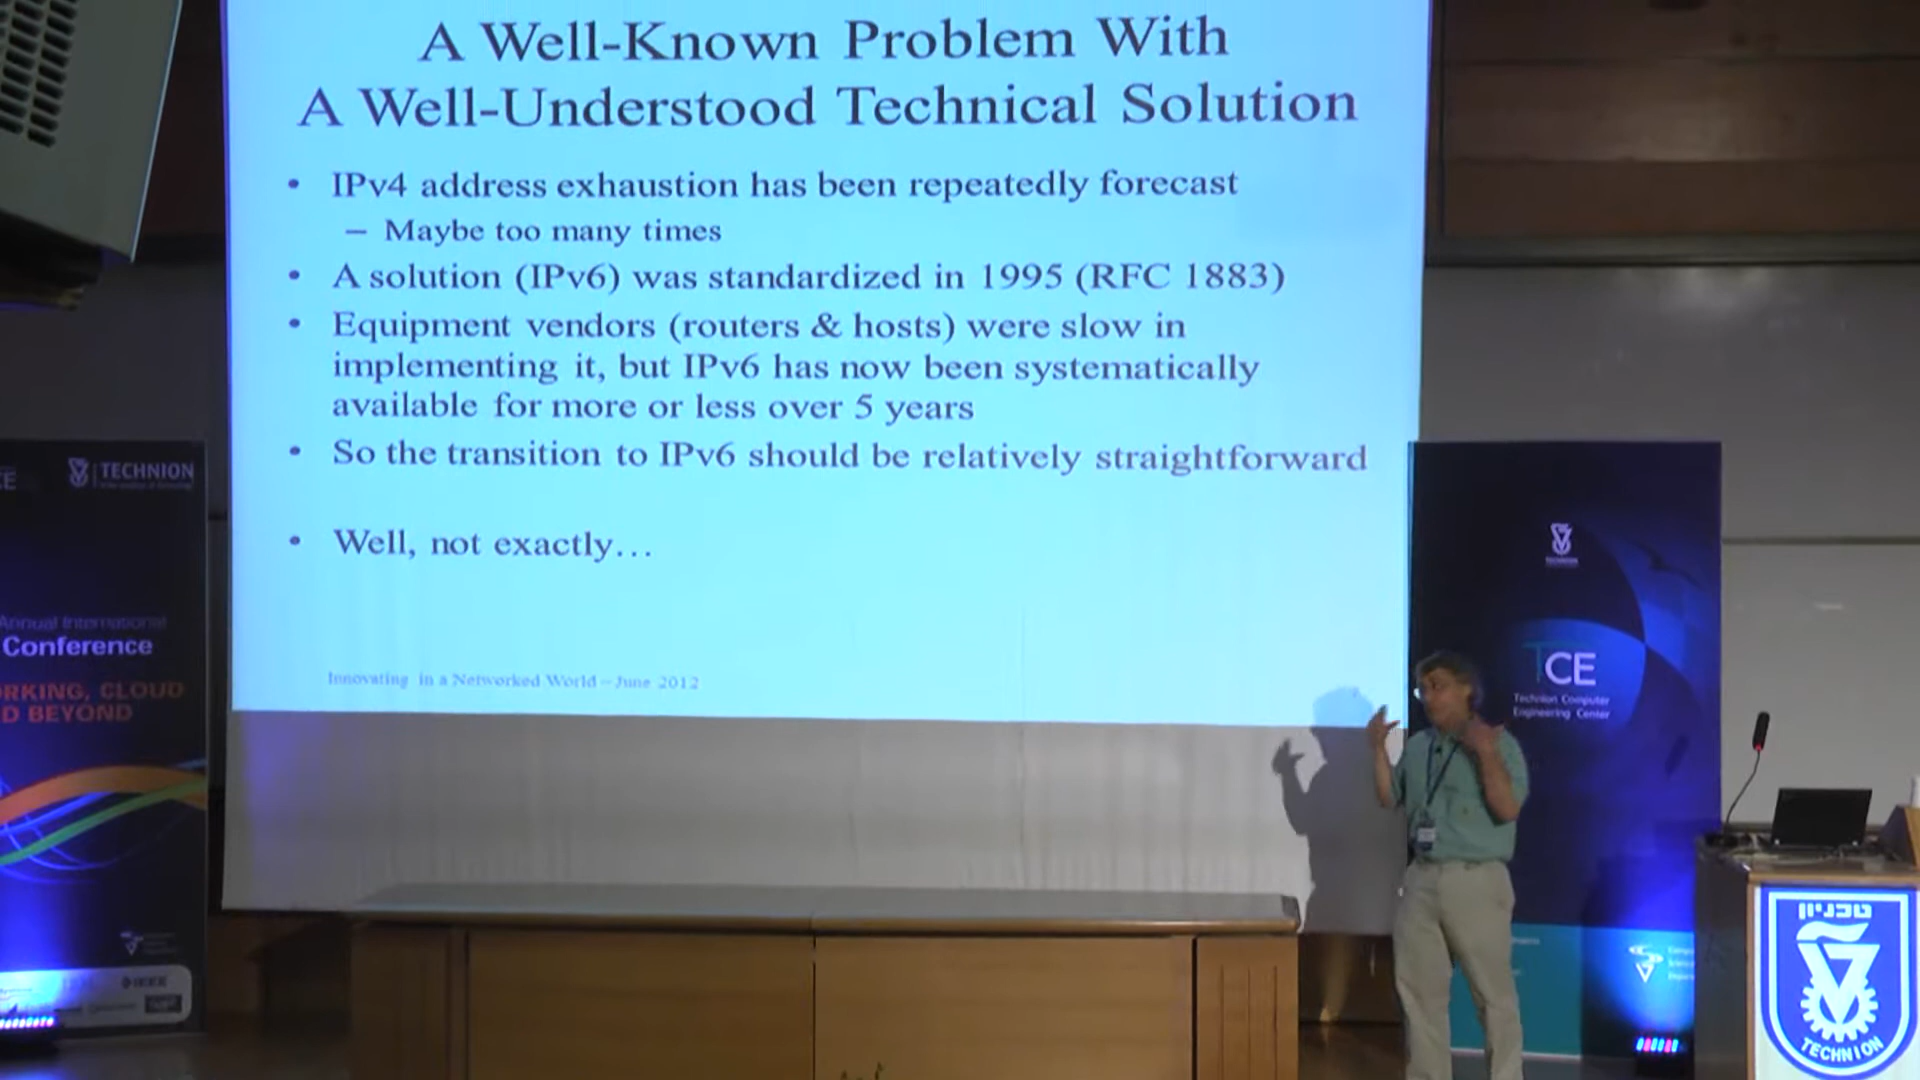 A Well-Known Problem With
A Well-Understood Technical Solution
• IPv4 address exhaustion has been repeatedly forecast
– Maybe too many times
• A solution (IPv6) was standardized in 1995 (RFC 1883)
• Equipment vendors (routers & hosts) were slow in
implementing it, but IPv6 has now been systematically
available for more or less over 5 years
• So the transition to IPv6 should be relatively straightforward
• Well, not exactly…
Innovating in a Networked World – June 2012
CE
TECHNION
Annual International
Conference
RKING, CLOUD
D BEYOND
IEEE
TCE
Technion Computer
Engineering Center
טכניון
TECHNION